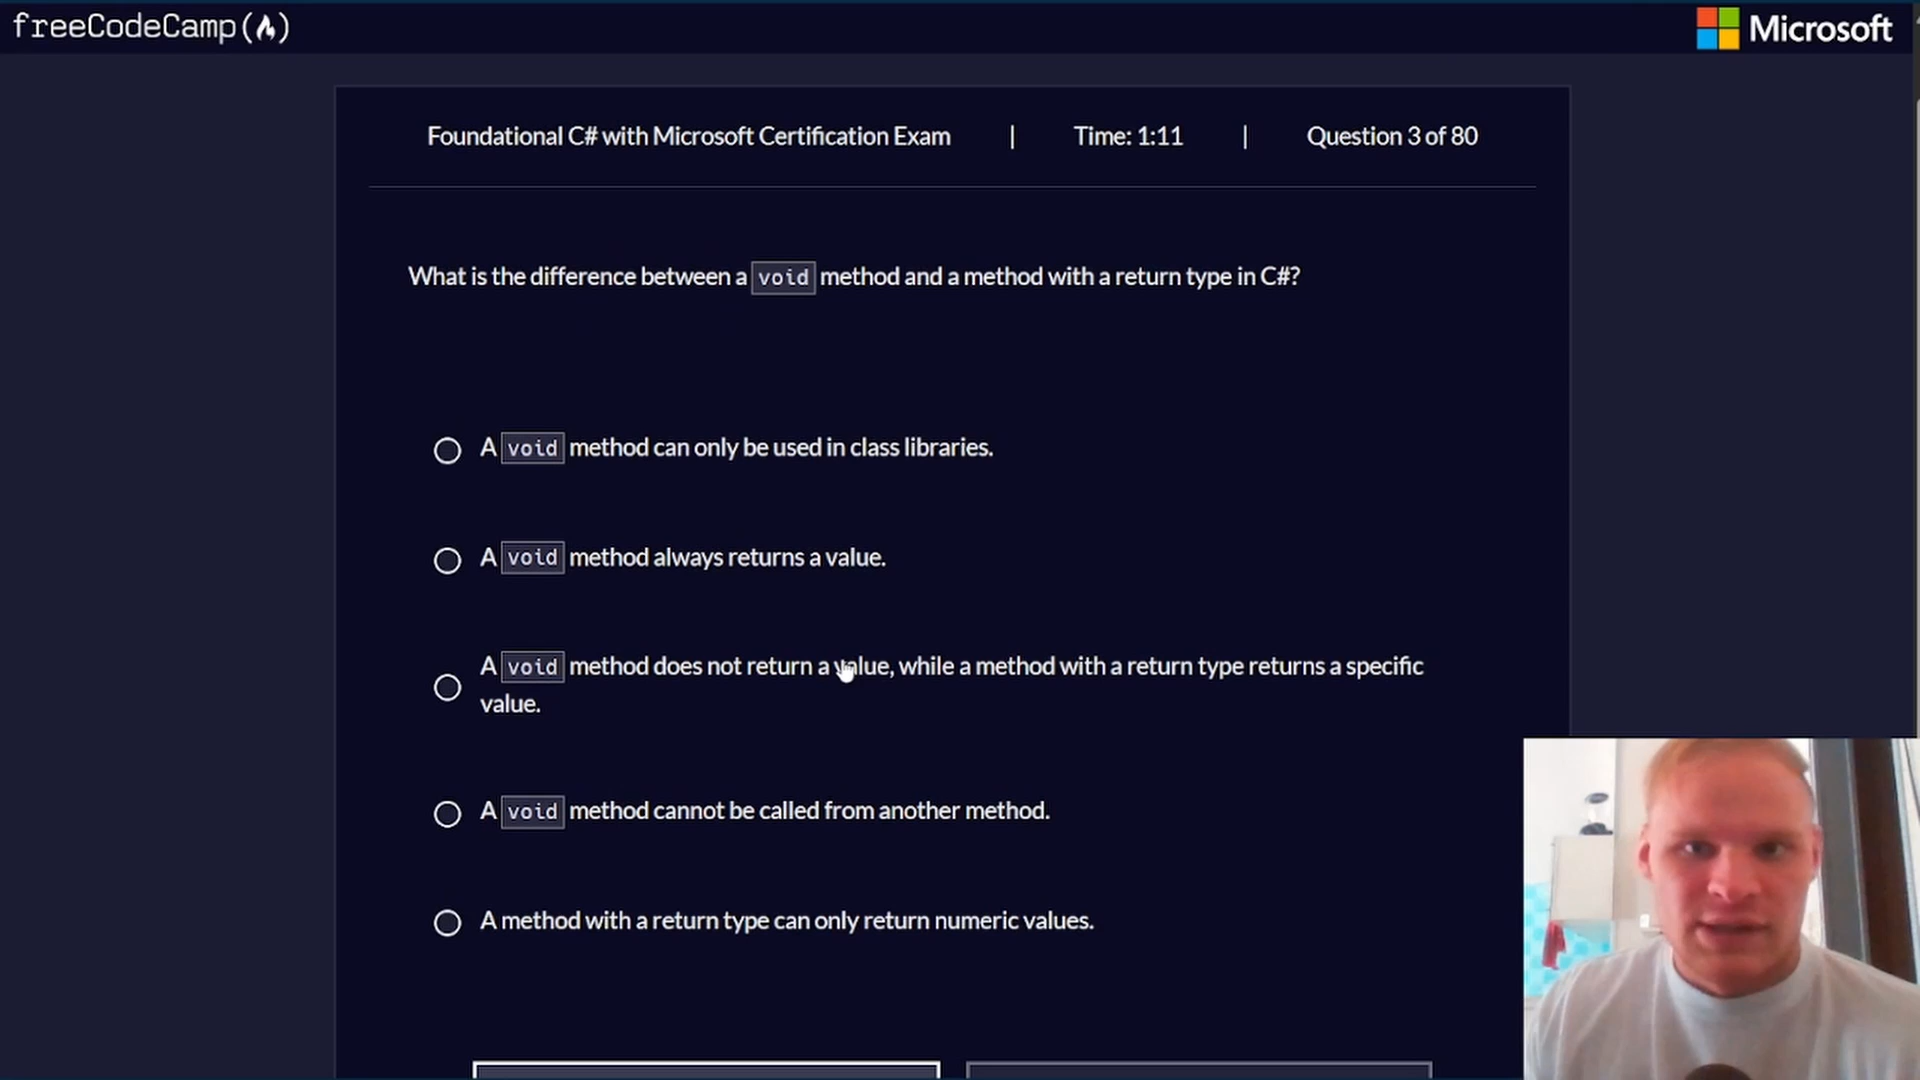 freeCodeCamp
Microsoft
Foundational C# with Microsoft Certification Exam | Time: 1:11 | Question 3 of 80
What is the difference between a void method and a method with a return type in C#?
A void method can only be used in class libraries.
A void method always returns a value.
A void method does not return a value, while a method with a return type returns a specific
value.
A void method cannot be called from another method.
A method with a return type can only return numeric values.